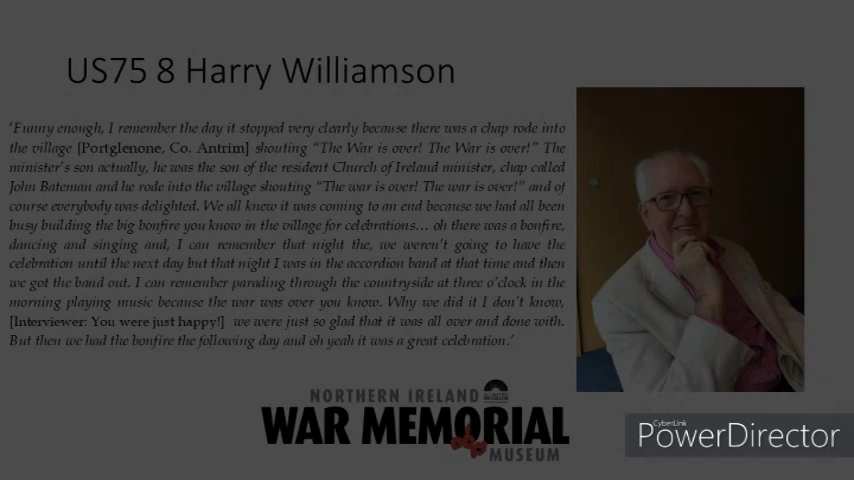 US75 8 Harry Williamson
‘Funny enough, I remember the day it stopped very clearly because there was a chap rode into
the village [Portglenone, Co. Antrim] shouting “The War is over! The War is over!” The
minister’s son actually, he was the son of the resident Church of Ireland minister, chap called
John Bateman and he rode into the village shouting “The war is over! The war is over!” and of
course everybody was delighted. We all knew it was coming to an end because we had all been
busy building the big bonfire you know in the village for celebrations… oh there was a bonfire,
dancing and singing and, I can remember that night the, we weren’t going to have the
celebration until the next day but that night I was in the accordion band at that time and then
we got the band out. I can remember parading through the countryside at three o’clock in the
morning playing music because the war was over you know. Why we did it I don’t know,
[Interviewer: You were just happy!] we were just so glad that it was all over and done with.
But then we had the bonfire the following day and oh yeah it was a great celebration.’
NORTHERN IRELAND
WAR MEMORIAL
MUSEUM
CyberLink
PowerDirector